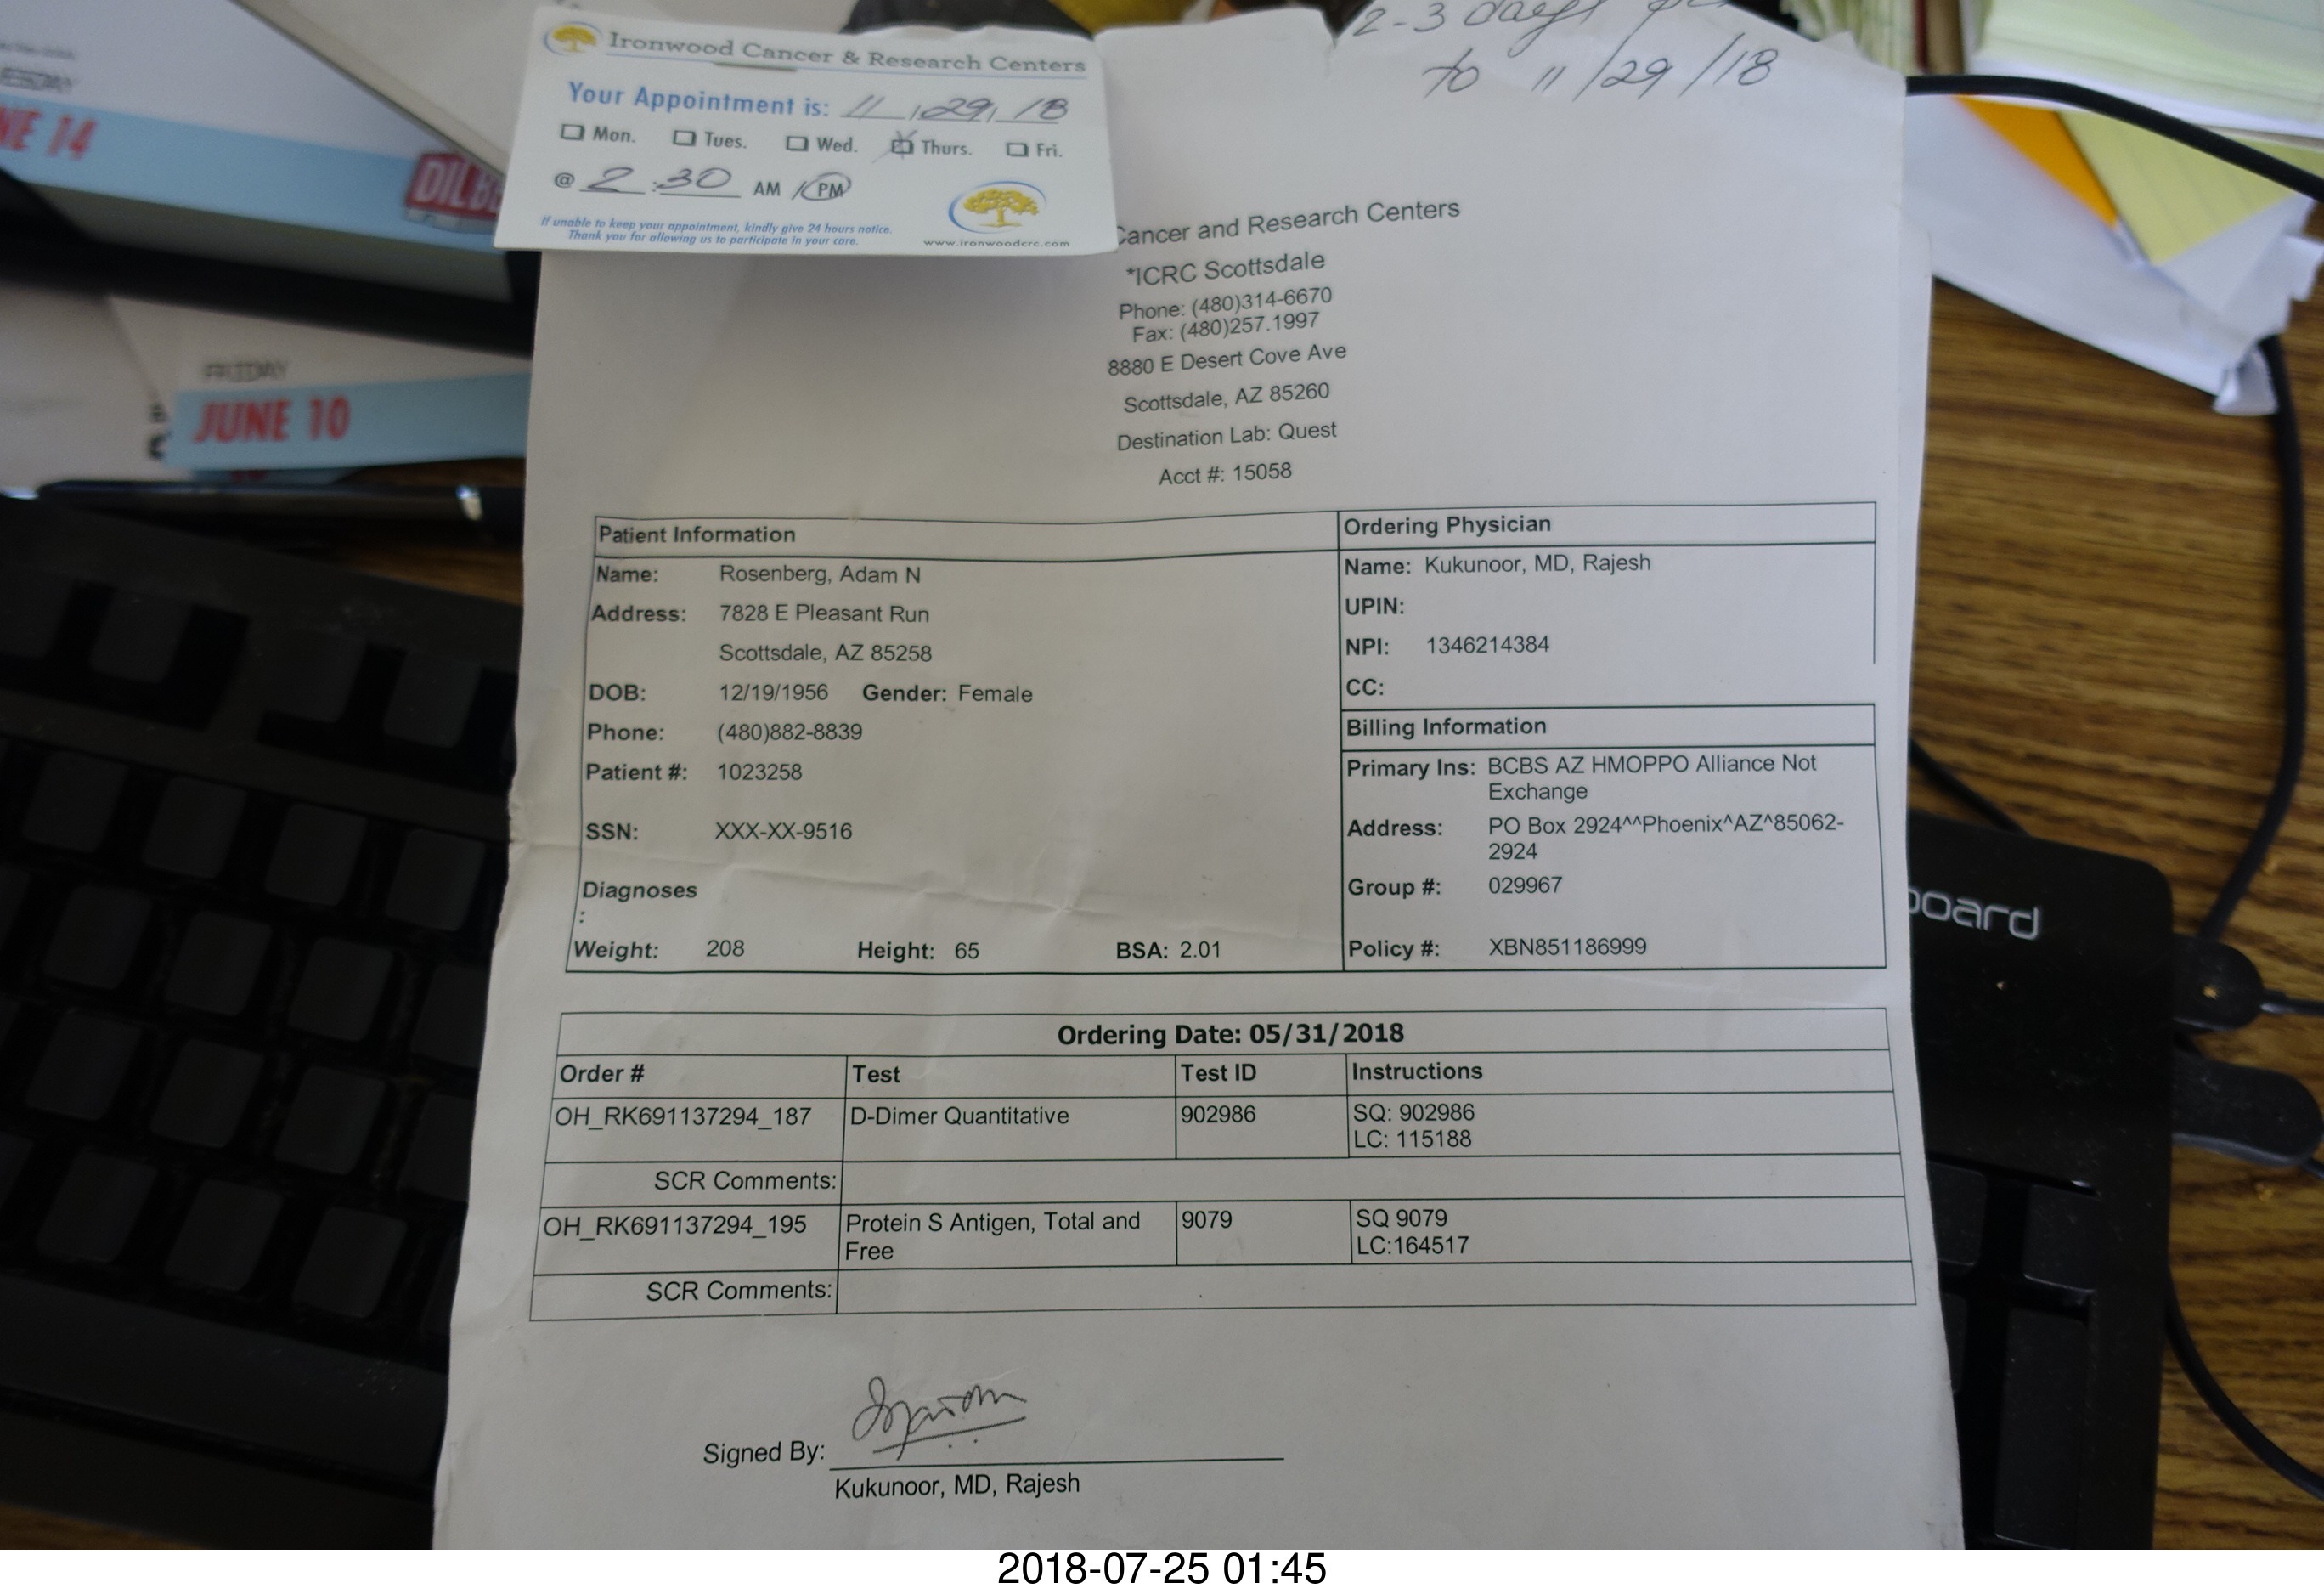 2-3 days
to 11/29/18
Ironwood Cancer & Research Centers
Your Appointment is: 11, 29, 18
Mon. Tues. Wed. Thurs. Fri.
@ 2:30 AM / PM
If unable to keep your appointment, kindly give 24 hours notice.
Thank you for allowing us to participate in your care.
www.ironwoodcrc.com
NE 14
FRIDAY
JUNE 10
Cancer and Research Centers
*ICRC Scottsdale
Phone: (480)314-6670
Fax: (480)257.1997
8880 E Desert Cove Ave
Scottsdale, AZ 85260
Destination Lab: Quest
Acct #: 15058
Patient Information
Name: Rosenberg, Adam N
Address: 7828 E Pleasant Run
Scottsdale, AZ 85258
DOB: 12/19/1956 Gender: Female
Phone: (480)882-8839
Patient #: 1023258
SSN: XXX-XX-9516
Diagnoses
:
Weight: 208 Height: 65 BSA: 2.01
Ordering Physician
Name: Kukunoor, MD, Rajesh
UPIN:
NPI: 1346214384
CC:
Billing Information
Primary Ins: BCBS AZ HMOPPO Alliance Not
Exchange
Address: PO Box 2924^^Phoenix^AZ^85062-
2924
Group #: 029967
Policy #: XBN851186999
Ordering Date: 05/31/2018
Order # Test Test ID Instructions
OH_RK691137294_187 D-Dimer Quantitative 902986 SQ: 902986
LC: 115188
SCR Comments:
OH_RK691137294_195 Protein S Antigen, Total and 9079 SQ 9079
Free LC:164517
SCR Comments:
Signed By:
Kukunoor, MD, Rajesh
board
2018-07-25 01:45